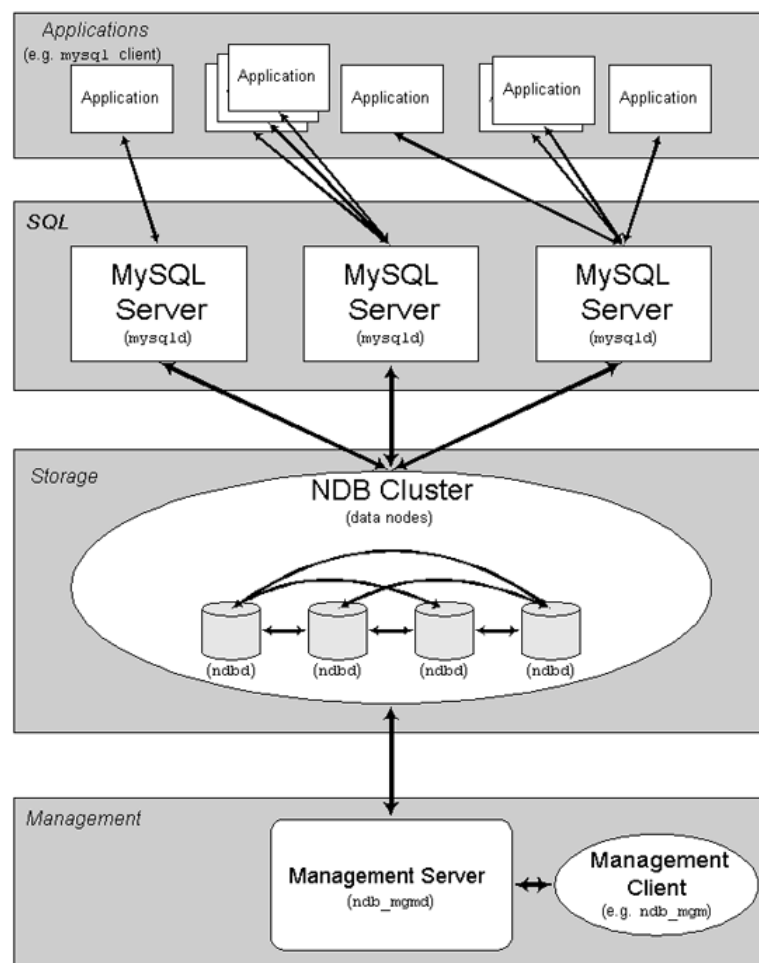 Applications
(e.g. mysql client)
Application
Application
Application
Application
Application
SQL
MySQL
Server
(mysqld)
MySQL
Server
(mysqld)
MySQL
Server
(mysqld)
Storage
NDB Cluster
(data nodes)
(ndbd)
(ndbd)
(ndbd)
(ndbd)
Management
Management Server
(ndb_mgmd)
Management
Client
(e.g. ndb_mgm)